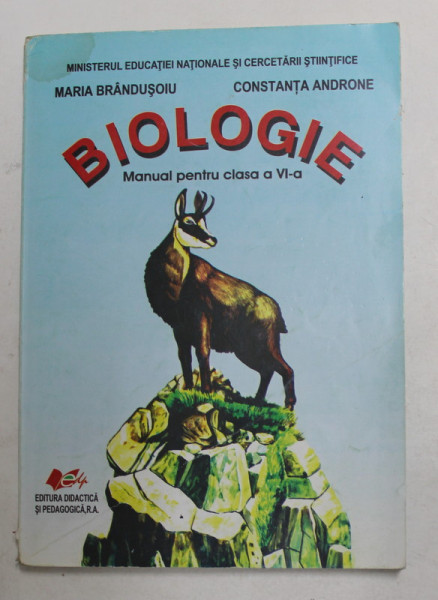 MINISTERUL EDUCAȚIEI NAȚIONALE ȘI CERCETĂRII ȘTIINȚIFICE
MARIA BRÂNDUȘOIU CONSTANȚA ANDRONE
BIOLOGIE
Manual pentru clasa a VI-a
edp
EDITURA DIDACTICĂ
ȘI PEDAGOGICĂ, R.A.